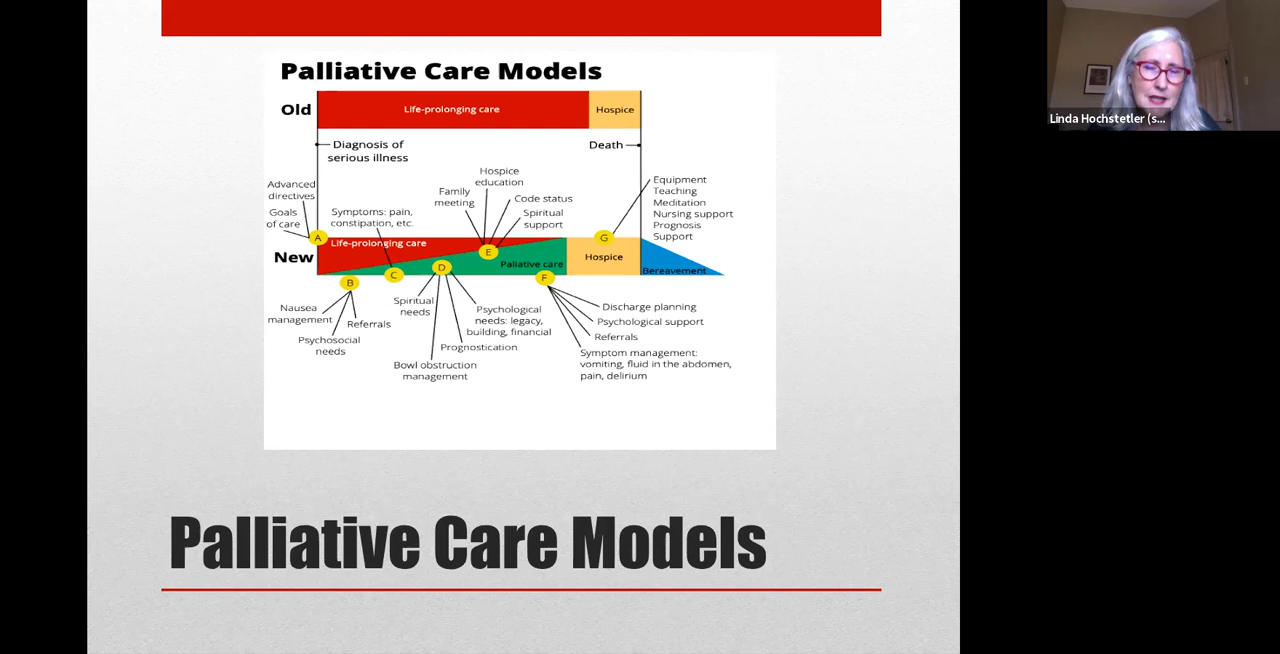 Palliative Care Models
Old
Life-prolonging care
Hospice
Diagnosis of
serious illness
Death
Hospice
education
Advanced
directives
Family
meeting
Code status
Equipment
Teaching
Meditation
Nursing support
Prognosis
Support
Goals
of care
Symptoms: pain,
constipation, etc.
Spiritual
support
A
G
Life-prolonging care
E
New
Paliative care
Hospice
Bereavement
B
C
D
F
Nausea
management
Referrals
Psychosocial
needs
Spiritual
needs
Psychological
needs: legacy,
building, financial
Prognostication
Bowl obstruction
management
Discharge planning
Psychological support
Referrals
Symptom management:
vomiting, fluid in the abdomen,
pain, delirium
Palliative Care Models
Linda Hochstetler (s...